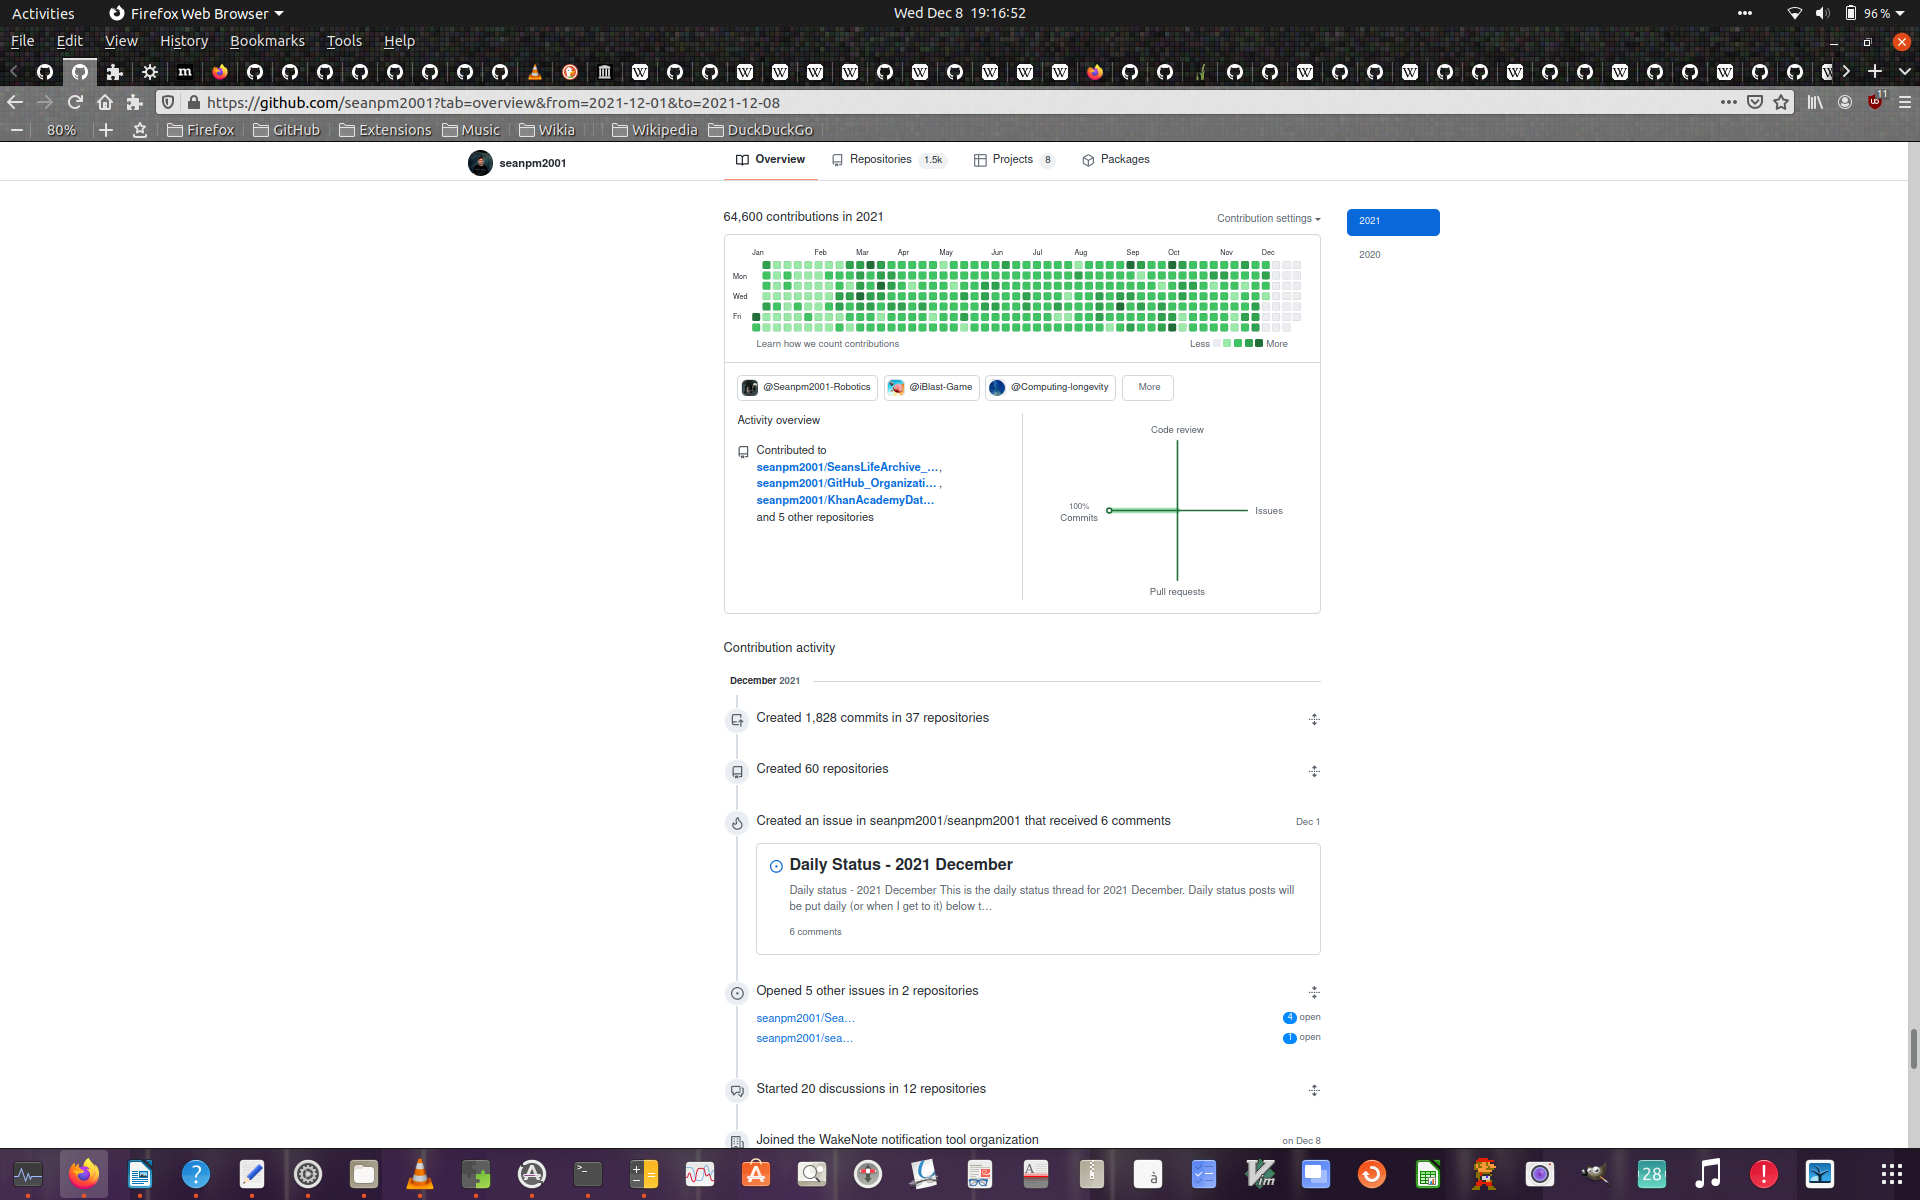 Activities
Firefox Web Browser
Wed Dec 8 19:16:52
96 %
File Edit View History Bookmarks Tools Help
https://github.com/seanpm2001?tab=overview&from=2021-12-01&to=2021-12-08
11
80%
Firefox GitHub Extensions Music Wikia Wikipedia DuckDuckGo
seanpm2001
Overview Repositories 1.5k Projects 8 Packages
64,600 contributions in 2021
Contribution settings
2021
2020
Jan Feb Mar Apr May Jun Jul Aug Sep Oct Nov Dec
Mon
Wed
Fri
Learn how we count contributions
Less More
@Seanpm2001-Robotics @iBlast-Game @Computing-longevity More
Activity overview
Contributed to
seanpm2001/SeansLifeArchive_…,
seanpm2001/GitHub_Organizati… ,
seanpm2001/KhanAcademyDat…
and 5 other repositories
Code review
100%
Commits
Issues
Pull requests
Contribution activity
December 2021
Created 1,828 commits in 37 repositories
Created 60 repositories
Created an issue in seanpm2001/seanpm2001 that received 6 comments
Dec 1
Daily Status - 2021 December
Daily status - 2021 December This is the daily status thread for 2021 December. Daily status posts will
be put daily (or when I get to it) below t…
6 comments
Opened 5 other issues in 2 repositories
seanpm2001/Sea…
4 open
seanpm2001/sea…
1 open
Started 20 discussions in 12 repositories
Joined the WakeNote notification tool organization
on Dec 8
28